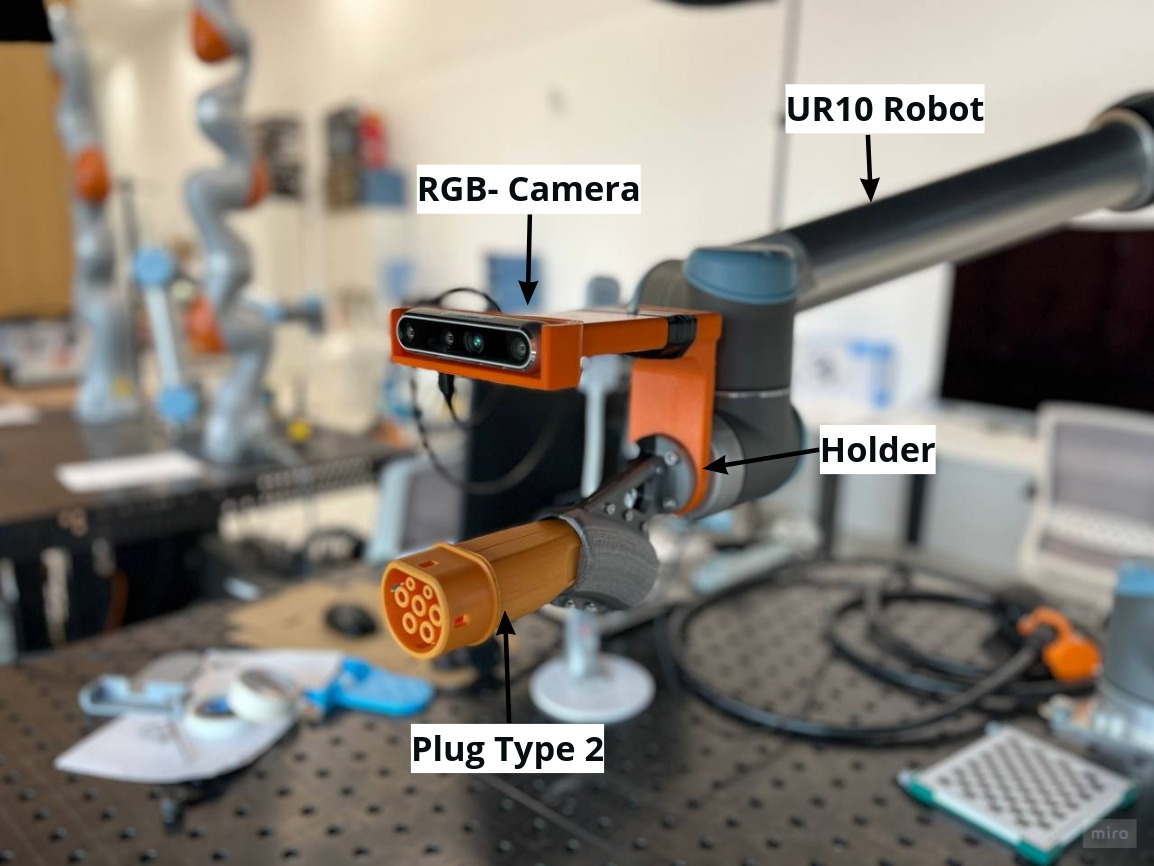 UR10 Robot
RGB- Camera
Holder
Plug Type 2
miro